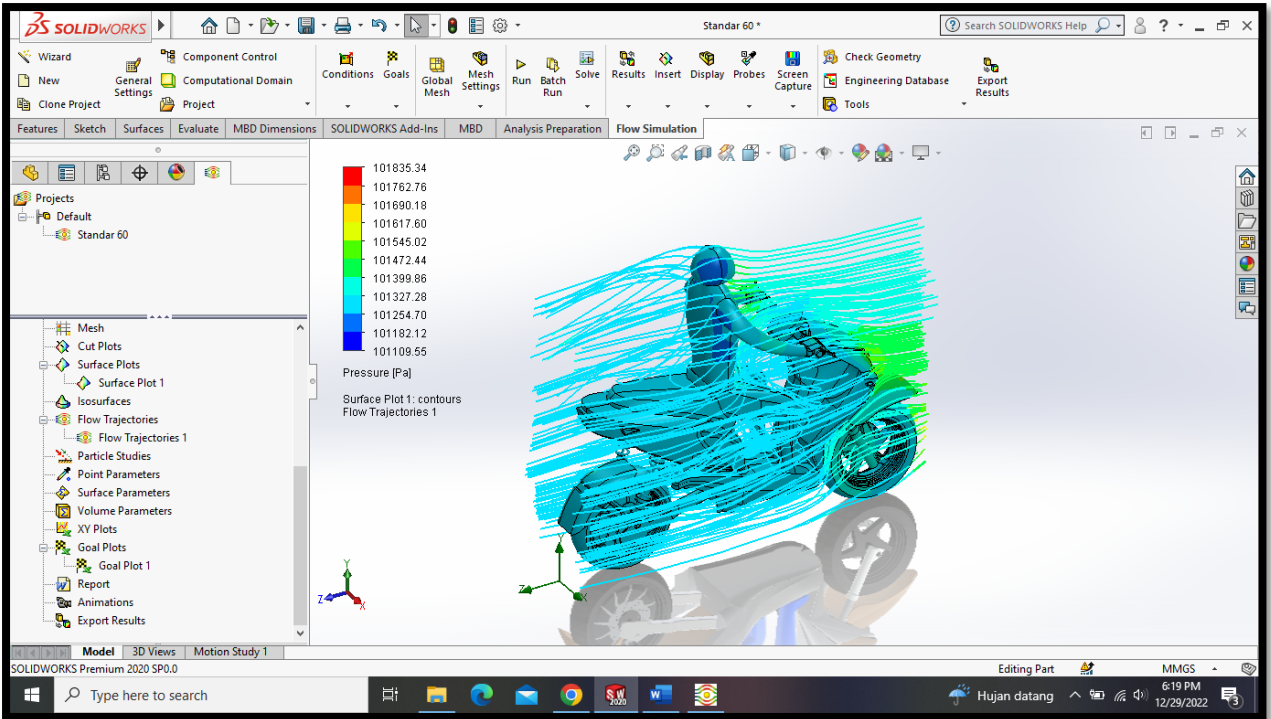 SOLIDWORKS
Standar 60 *
Search SOLIDWORKS Help
?
Wizard
New
Clone Project
General Settings
Component Control
Computational Domain
Project
Conditions
Goals
Global Mesh
Mesh Settings
Run
Batch Run
Solve
Results
Insert
Display
Probes
Screen Capture
Check Geometry
Engineering Database
Tools
Export Results
Features
Sketch
Surfaces
Evaluate
MBD Dimensions
SOLIDWORKS Add-Ins
MBD
Analysis Preparation
Flow Simulation
Projects
Default
Standar 60
Mesh
Cut Plots
Surface Plots
Surface Plot 1
Isosurfaces
Flow Trajectories
Flow Trajectories 1
Particle Studies
Point Parameters
Surface Parameters
Volume Parameters
XY Plots
Goal Plots
Goal Plot 1
Report
Animations
Export Results
101835.34
101762.76
101690.18
101617.60
101545.02
101472.44
101399.86
101327.28
101254.70
101182.12
101109.55
Pressure [Pa]
Surface Plot 1: contours
Flow Trajectories 1
Y
Z
X
Y
Z
X
Model
3D Views
Motion Study 1
SOLIDWORKS Premium 2020 SP0.0
Editing Part
MMGS
Type here to search
Hujan datang
6:19 PM
12/29/2022
3